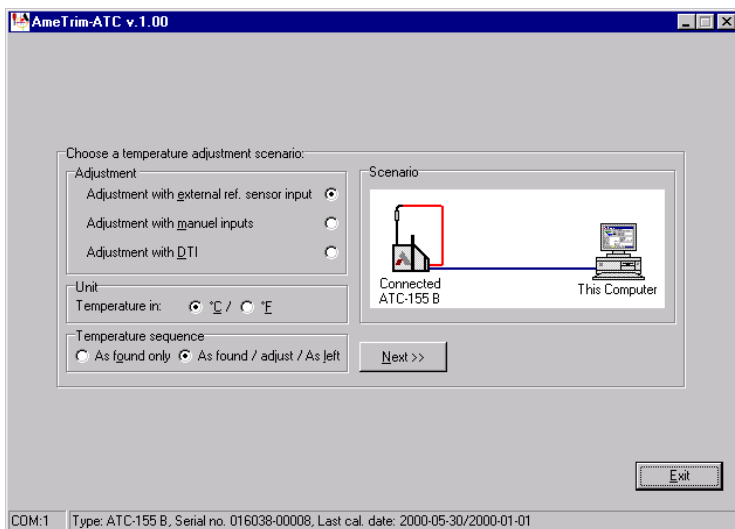 AmeTrim-ATC v.1.00
Choose a temperature adjustment scenario:
Adjustment
Adjustment with external ref. sensor input
Adjustment with manuel inputs
Adjustment with DTI
Unit
Temperature in: °C / °F
Temperature sequence
As found only As found / adjust / As left
Scenario
Connected
ATC-155 B
This Computer
Next >>
Exit
COM:1 Type: ATC-155 B, Serial no. 016038-00008, Last cal. date: 2000-05-30/2000-01-01